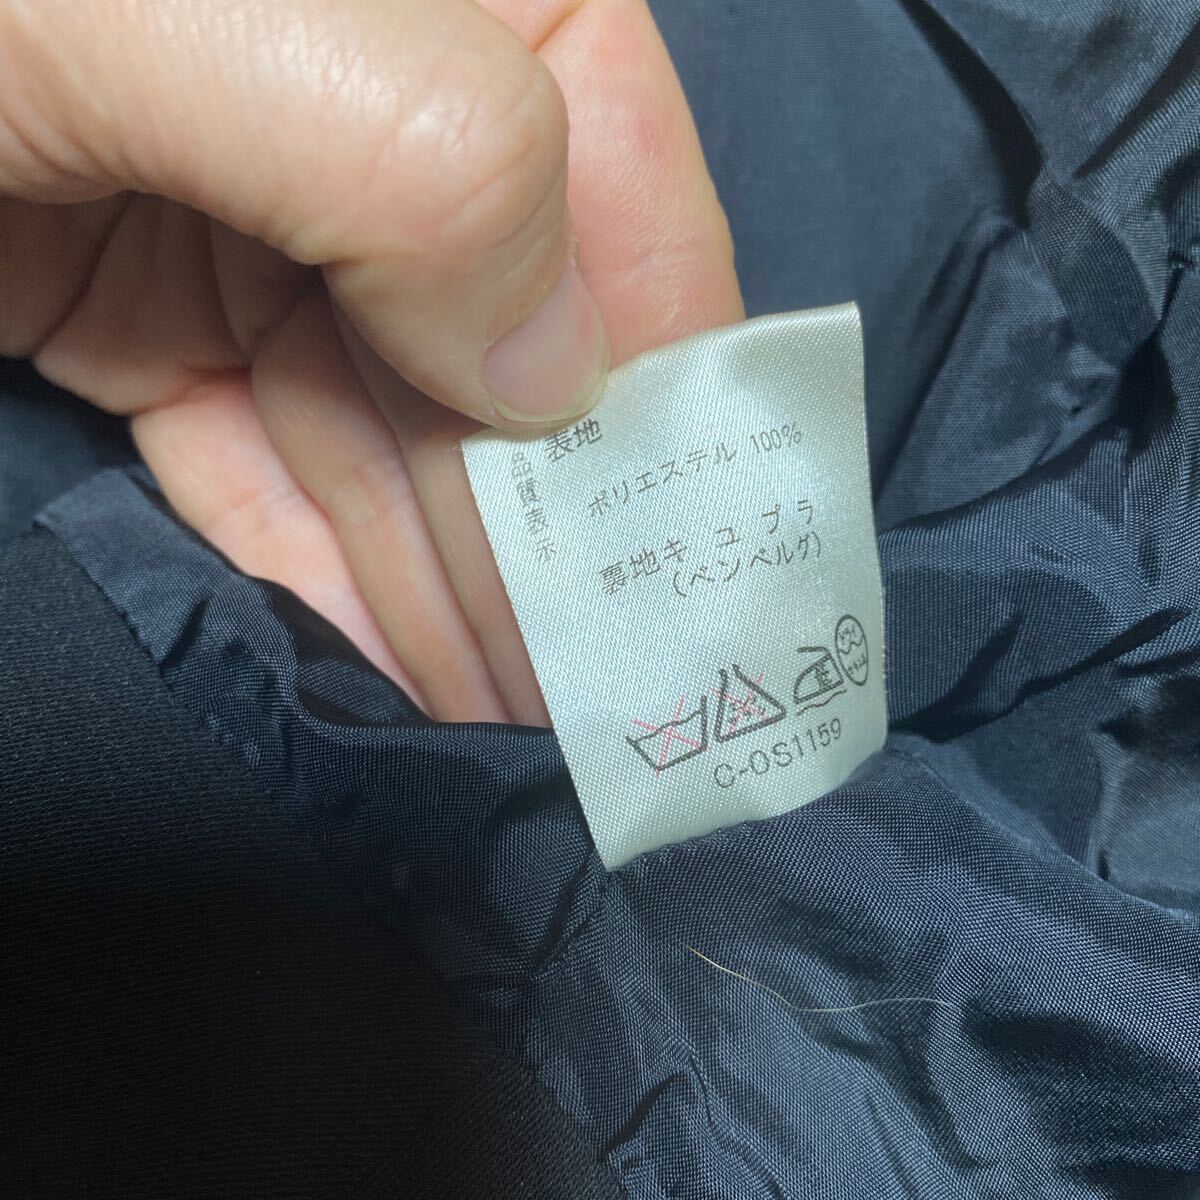 品質表示
表地
ポリエステル 100%
裏地キュプラ
(ベンベルグ)
C-OS1159